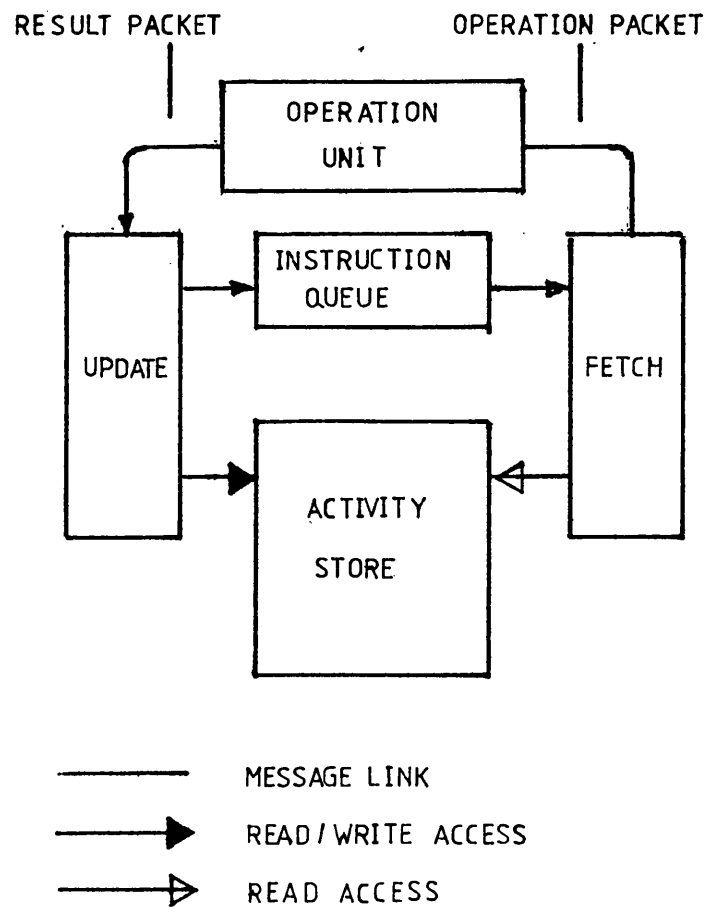 RESULT PACKET
OPERATION PACKET
OPERATION
UNIT
INSTRUCTION
QUEUE
UPDATE
FETCH
ACTIVITY
STORE
MESSAGE LINK
READ/WRITE ACCESS
READ ACCESS